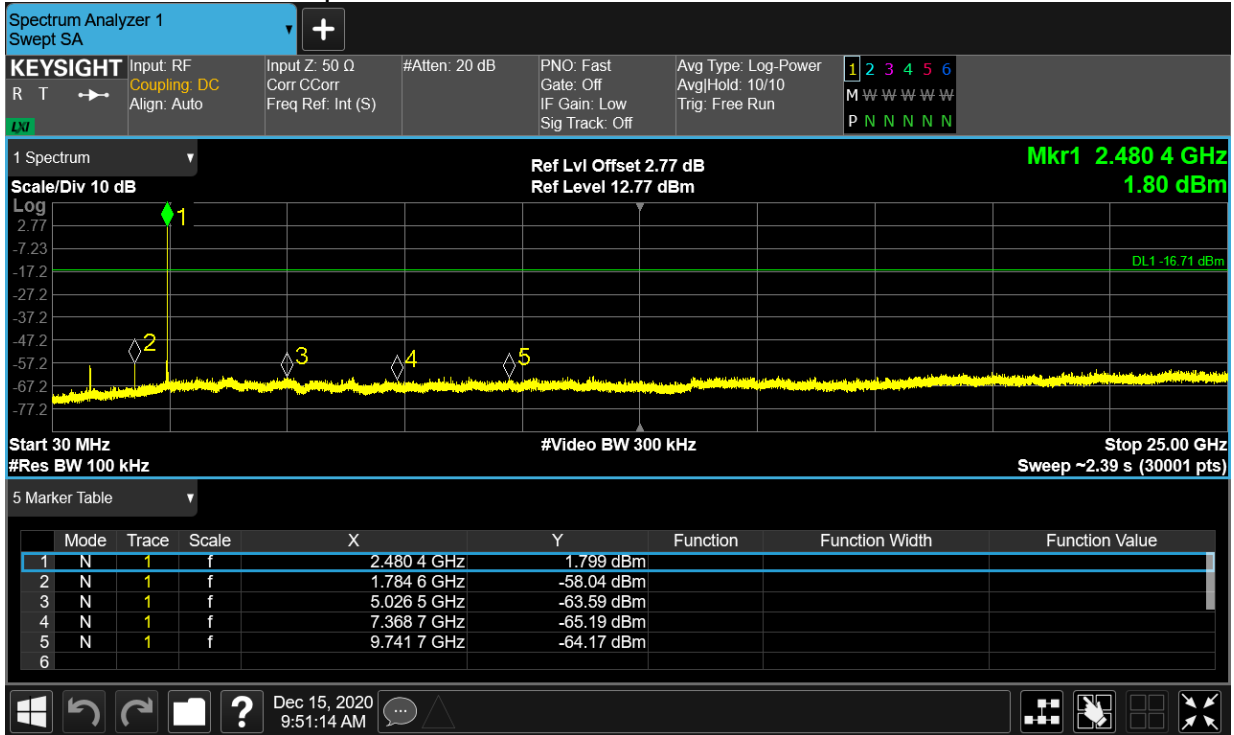 Spectrum Analyzer 1
Swept SA
KEYSIGHT Input: RF Input Z: 50 Ω #Atten: 20 dB PNO: Fast Avg Type: Log-Power 1 2 3 4 5 6
R T Coupling: DC Corr CCorr Gate: Off Avg|Hold: 10/10 M W W W W W
Align: Auto Freq Ref: Int (S) IF Gain: Low Trig: Free Run
LXI Sig Track: Off P N N N N N
1 Spectrum Ref Lvl Offset 2.77 dB Mkr1 2.480 4 GHz
Scale/Div 10 dB Ref Level 12.77 dBm 1.80 dBm
Log
1
2.77
-7.23
DL1 -16.71 dBm
-17.2
-27.2
-37.2
-47.2
2 3 4 5
-57.2
-67.2
-77.2
Start 30 MHz #Video BW 300 kHz Stop 25.00 GHz
#Res BW 100 kHz Sweep ~2.39 s (30001 pts)
5 Marker Table
Mode Trace Scale X Y Function Function Width Function Value
1 N 1 f 2.480 4 GHz 1.799 dBm
2 N 1 f 1.784 6 GHz -58.04 dBm
3 N 1 f 5.026 5 GHz -63.59 dBm
4 N 1 f 7.368 7 GHz -65.19 dBm
5 N 1 f 9.741 7 GHz -64.17 dBm
6
? Dec 15, 2020
9:51:14 AM